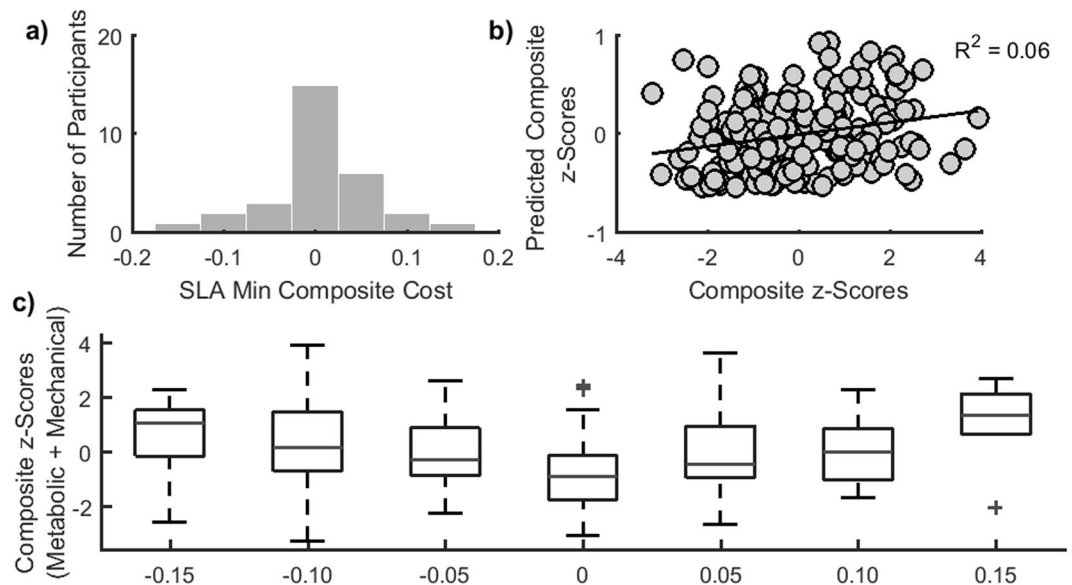 a)
Number of Participants
20
10
0
-0.2
-0.1
0
0.1
0.2
SLA Min Composite Cost
b)
Predicted Composite
z-Scores
1
0
-1
R² = 0.06
-4
-2
0
2
4
Composite z-Scores
c)
Composite z-Scores
(Metabolic + Mechanical)
4
2
0
-2
-0.15
-0.10
-0.05
0
0.05
0.10
0.15